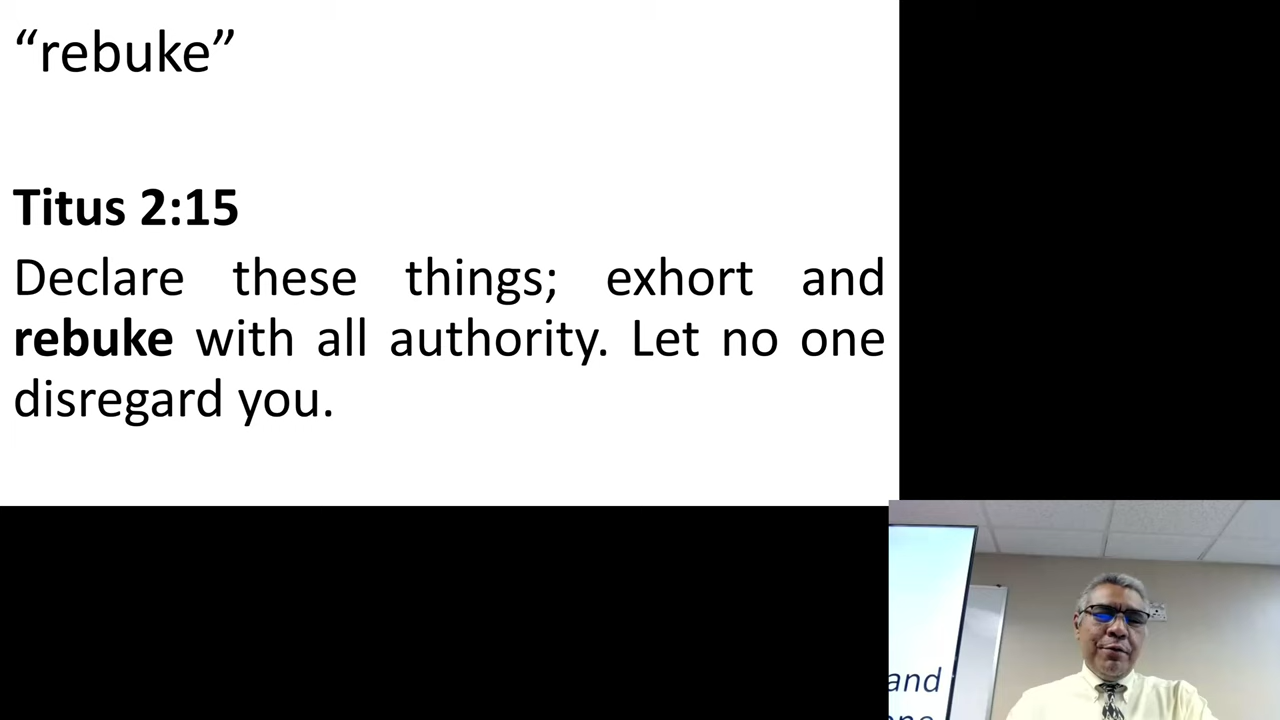 “rebuke”
Titus 2:15
Declare these things; exhort and
rebuke with all authority. Let no one
disregard you.
and
one